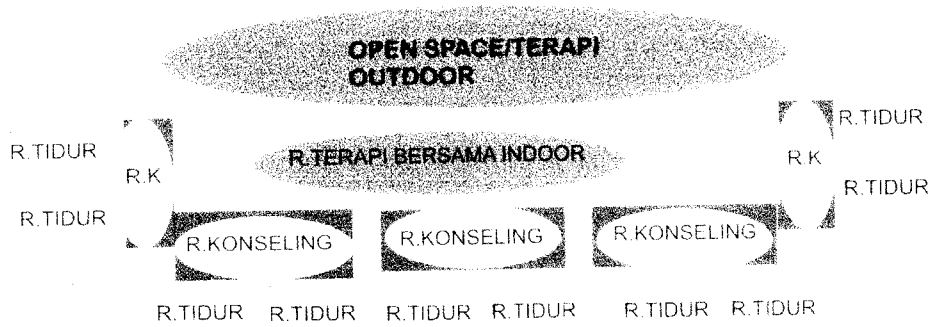 OPEN SPACE/TERAPI
OUTDOOR
R.TIDUR
R.TIDUR
R.K
R.TERAPI BERSAMA INDOOR
R.K
R.TIDUR
R.TIDUR
R.KONSELING
R.KONSELING
R.KONSELING
R.TIDUR R.TIDUR R.TIDUR R.TIDUR R.TIDUR R.TIDUR